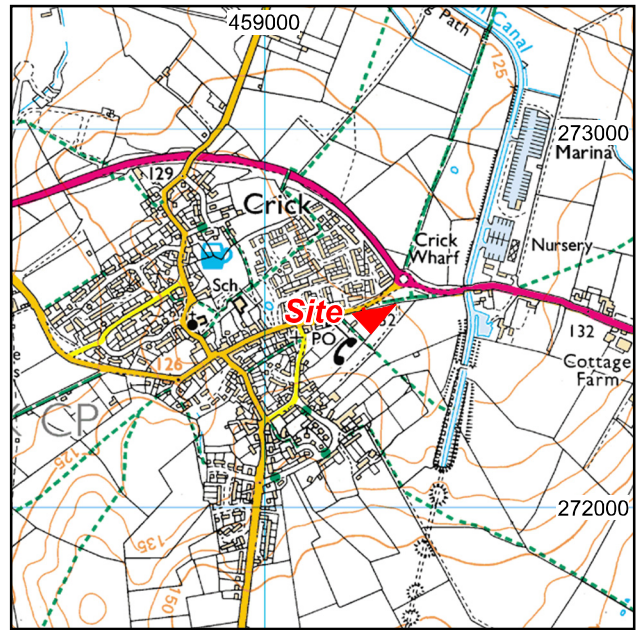 459000
g Path
n Canal
125
273000
Marina
129
Crick
Crick
Wharf
Nursery
Sch
Site
PO
132
Cottage
Farm
126
e
s
CP
125
135
150
272000